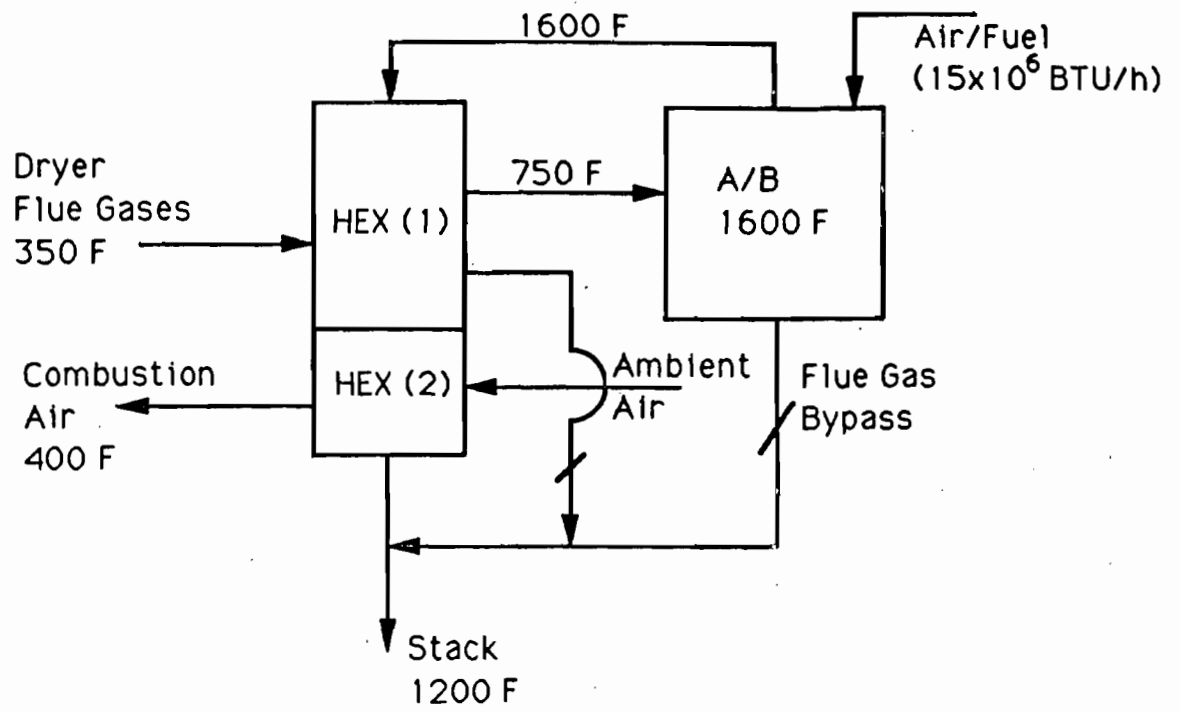 1600 F
Air/Fuel
(15x10⁶ BTU/h)
Dryer
Flue Gases
350 F
HEX (1)
750 F
A/B
1600 F
Combustion
Air
400 F
HEX (2)
Ambient
Air
Flue Gas
Bypass
Stack
1200 F